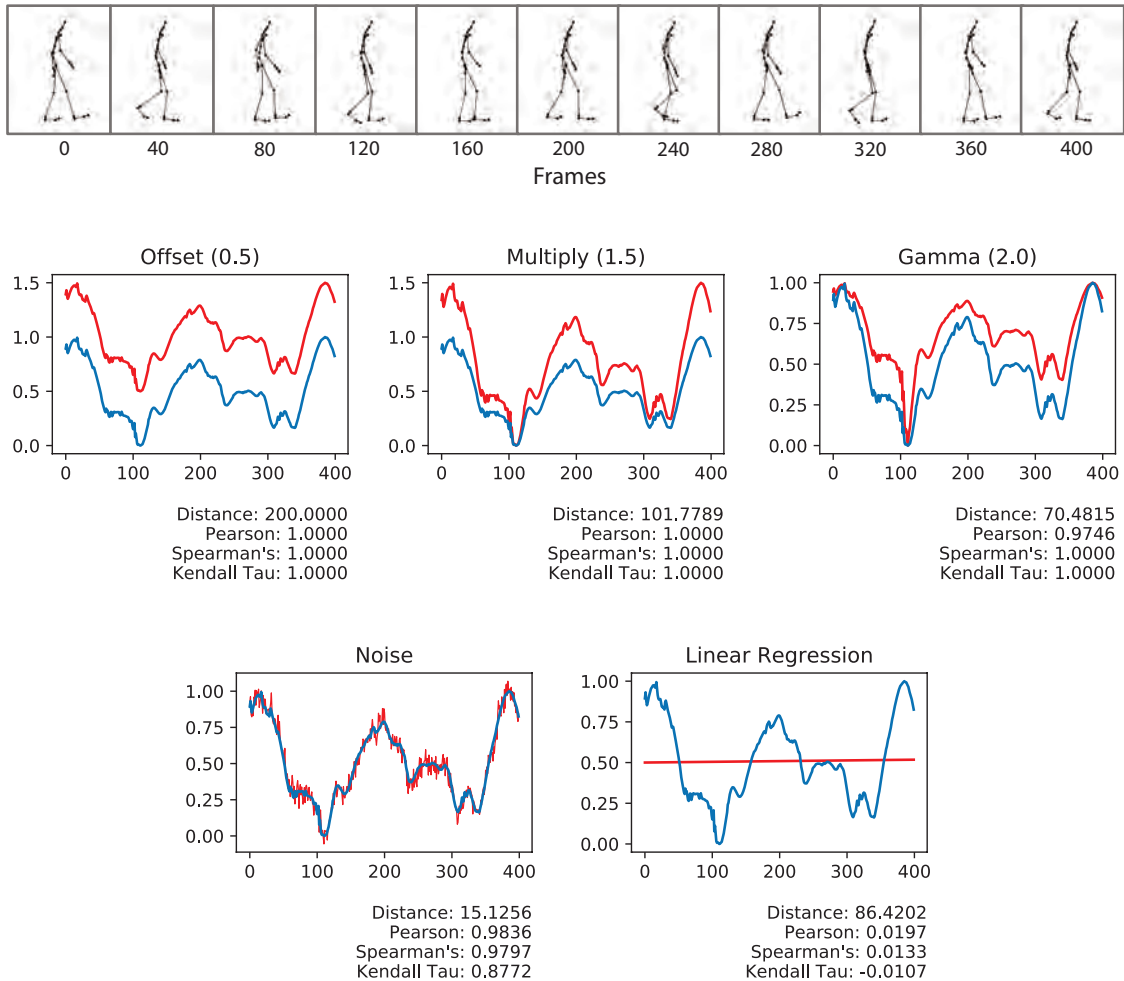 0 40 80 120 160 200 240 280 320 360 400
Frames
Offset (0.5)
1.5
1.0
0.5
0.0
0 100 200 300 400
Distance: 200.0000
Pearson: 1.0000
Spearman's: 1.0000
Kendall Tau: 1.0000
Multiply (1.5)
1.5
1.0
0.5
0.0
0 100 200 300 400
Distance: 101.7789
Pearson: 1.0000
Spearman's: 1.0000
Kendall Tau: 1.0000
Gamma (2.0)
1.00
0.75
0.50
0.25
0.00
0 100 200 300 400
Distance: 70.4815
Pearson: 0.9746
Spearman's: 1.0000
Kendall Tau: 1.0000
Noise
1.00
0.75
0.50
0.25
0.00
0 100 200 300 400
Distance: 15.1256
Pearson: 0.9836
Spearman's: 0.9797
Kendall Tau: 0.8772
Linear Regression
1.00
0.75
0.50
0.25
0.00
0 100 200 300 400
Distance: 86.4202
Pearson: 0.0197
Spearman's: 0.0133
Kendall Tau: -0.0107